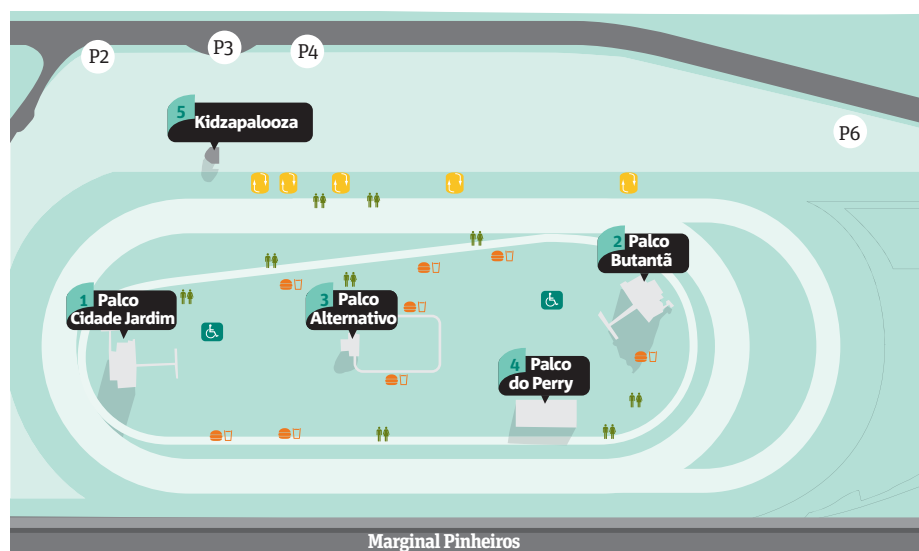 P2
P3
P4
P6
5
Kidzapalooza
2 Palco
Butantã
1 Palco
Cidade Jardim
3 Palco
Alternativo
4 Palco
do Perry
Marginal Pinheiros